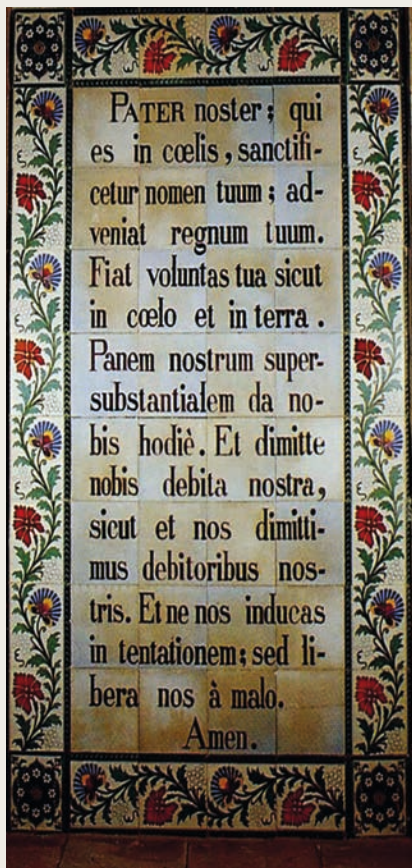 PATER noster; qui
es in cœlis, sanctifi-
cetur nomen tuum; ad-
veniat regnum tuum.
Fiat voluntas tua sicut
in cœlo et in terra.
Panem nostrum super-
substantialem da no-
bis hodiè. Et dimitte
nobis debita nostra,
sicut et nos dimitti-
mus debitoribus nos-
tris. Et ne nos inducas
in tentationem; sed li-
bera nos à malo.
Amen.